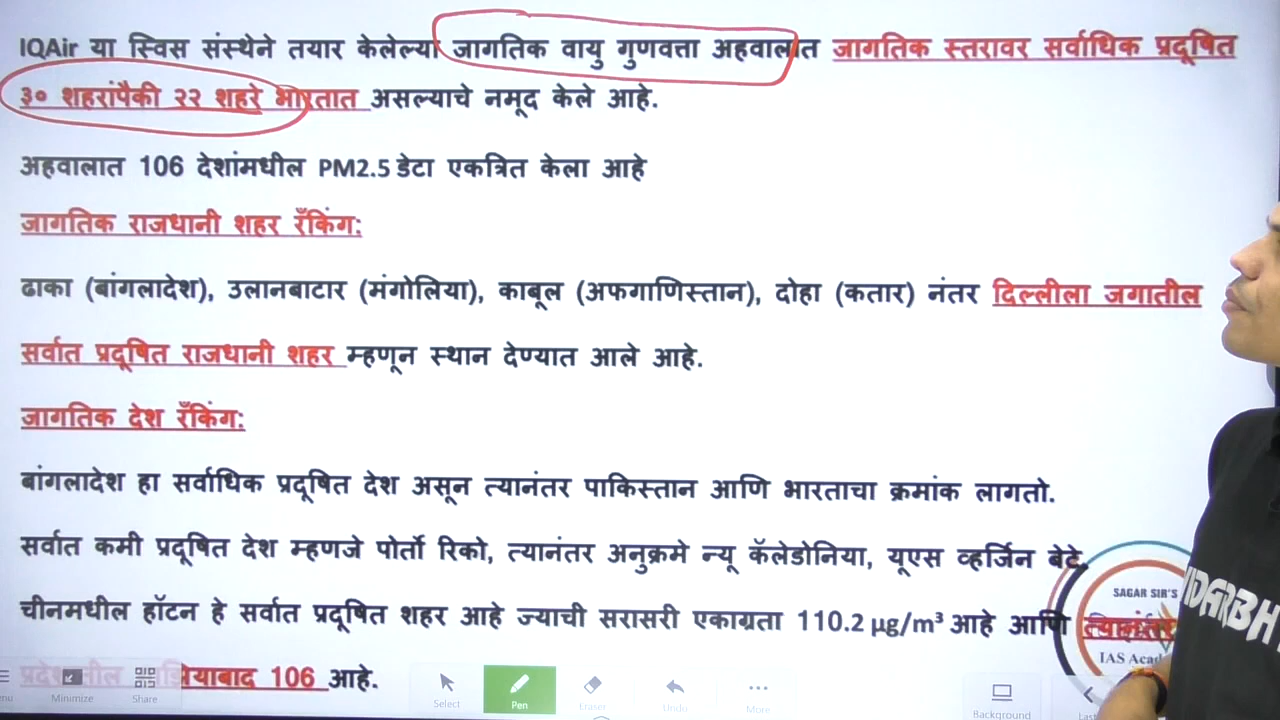 IQAir या स्विस संस्थेने तयार केलेल्या जागतिक वायु गुणवत्ता अहवालात जागतिक स्तरावर सर्वाधिक प्रदूषित
३० शहरांपैकी २२ शहरे भारतात असल्याचे नमूद केले आहे.
अहवालात 106 देशांमधील PM2.5 डेटा एकत्रित केला आहे
जागतिक राजधानी शहर रँकिंग:
ढाका (बांगलादेश), उलानबाटार (मंगोलिया), काबूल (अफगाणिस्तान), दोहा (कतार) नंतर दिल्लीला जगातील
सर्वात प्रदूषित राजधानी शहर म्हणून स्थान देण्यात आले आहे.
जागतिक देश रँकिंग:
बांगलादेश हा सर्वाधिक प्रदूषित देश असून त्यानंतर पाकिस्तान आणि भारताचा क्रमांक लागतो.
सर्वात कमी प्रदूषित देश म्हणजे पोर्तो रिको, त्यानंतर अनुक्रमे न्यू कॅलेडोनिया, यूएस व्हर्जिन बेटे.
SAGAR SIR'S
चीनमधील हॉटन हे सर्वात प्रदूषित शहर आहे ज्याची सरासरी एकाग्रता 110.2 µg/m³ आहे आणि
IAS
106 आहे.
Minimize Share Select Pen Eraser Undo More Background